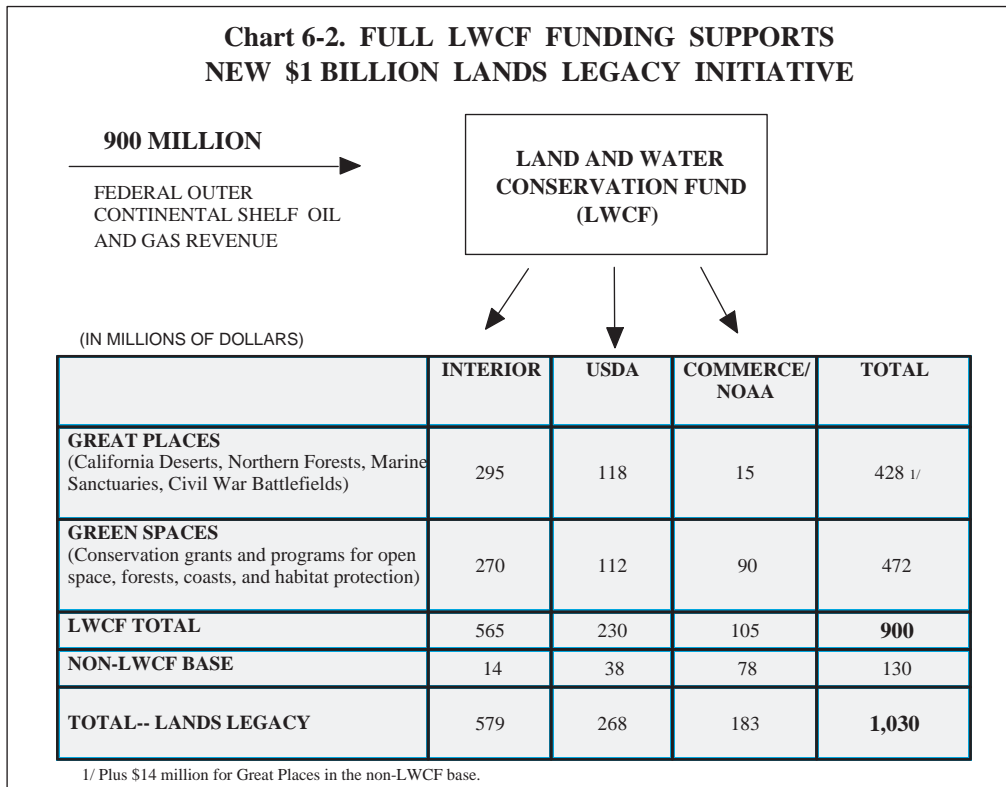 Chart 6-2. FULL LWCF FUNDING SUPPORTS
NEW $1 BILLION LANDS LEGACY INITIATIVE
900 MILLION
FEDERAL OUTER
CONTINENTAL SHELF OIL
AND GAS REVENUE
LAND AND WATER
CONSERVATION FUND
(LWCF)
(IN MILLIONS OF DOLLARS)
INTERIOR USDA COMMERCE/ TOTAL
NOAA
GREAT PLACES
(California Deserts, Northern Forests, Marine
Sanctuaries, Civil War Battlefields) 295 118 15 428 1/
GREEN SPACES
(Conservation grants and programs for open
space, forests, coasts, and habitat protection) 270 112 90 472
LWCF TOTAL 565 230 105 900
NON-LWCF BASE 14 38 78 130
TOTAL-- LANDS LEGACY 579 268 183 1,030
1/ Plus $14 million for Great Places in the non-LWCF base.